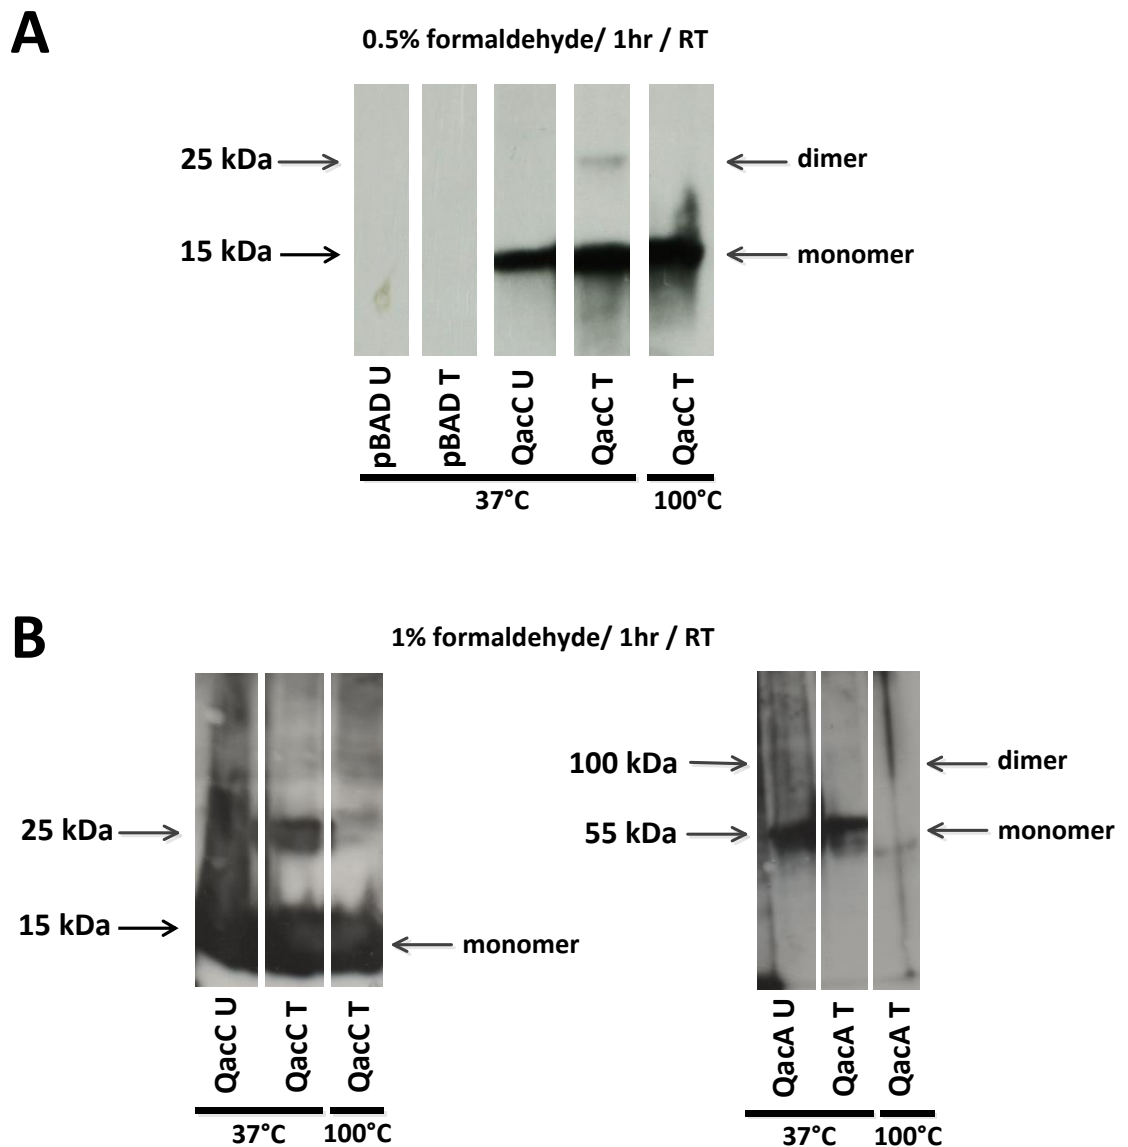 A
0.5% formaldehyde/ 1hr / RT
25 kDa
dimer
15 kDa
monomer
pBAD U
pBAD T
QacC U
QacC T
QacC T
37°C
100°C
B
1% formaldehyde/ 1hr / RT
25 kDa
15 kDa
monomer
QacC U
QacC T
QacC T
37°C
100°C
100 kDa
dimer
55 kDa
monomer
QacA U
QacA T
QacA T
37°C
100°C